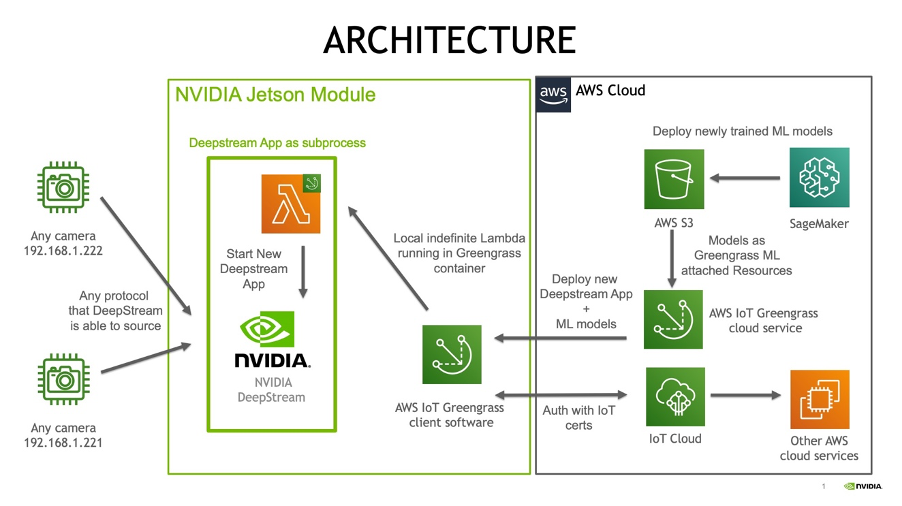 ARCHITECTURE
NVIDIA Jetson Module
Deepstream App as subprocess
Any camera
192.168.1.222
Any protocol
that DeepStream
is able to source
Any camera
192.168.1.221
Start New
Deepstream
App
NVIDIA.
NVIDIA
DeepStream
Local indefinite Lambda
running in Greengrass
container
AWS IoT Greengrass
client software
aws
AWS Cloud
Deploy newly trained ML models
AWS S3
SageMaker
Models as
Greengrass ML
attached Resources
Deploy new
Deepstream App
+
ML models
AWS IoT Greengrass
cloud service
Auth with IoT
certs
IoT Cloud
Other AWS
cloud services
1
NVIDIA.